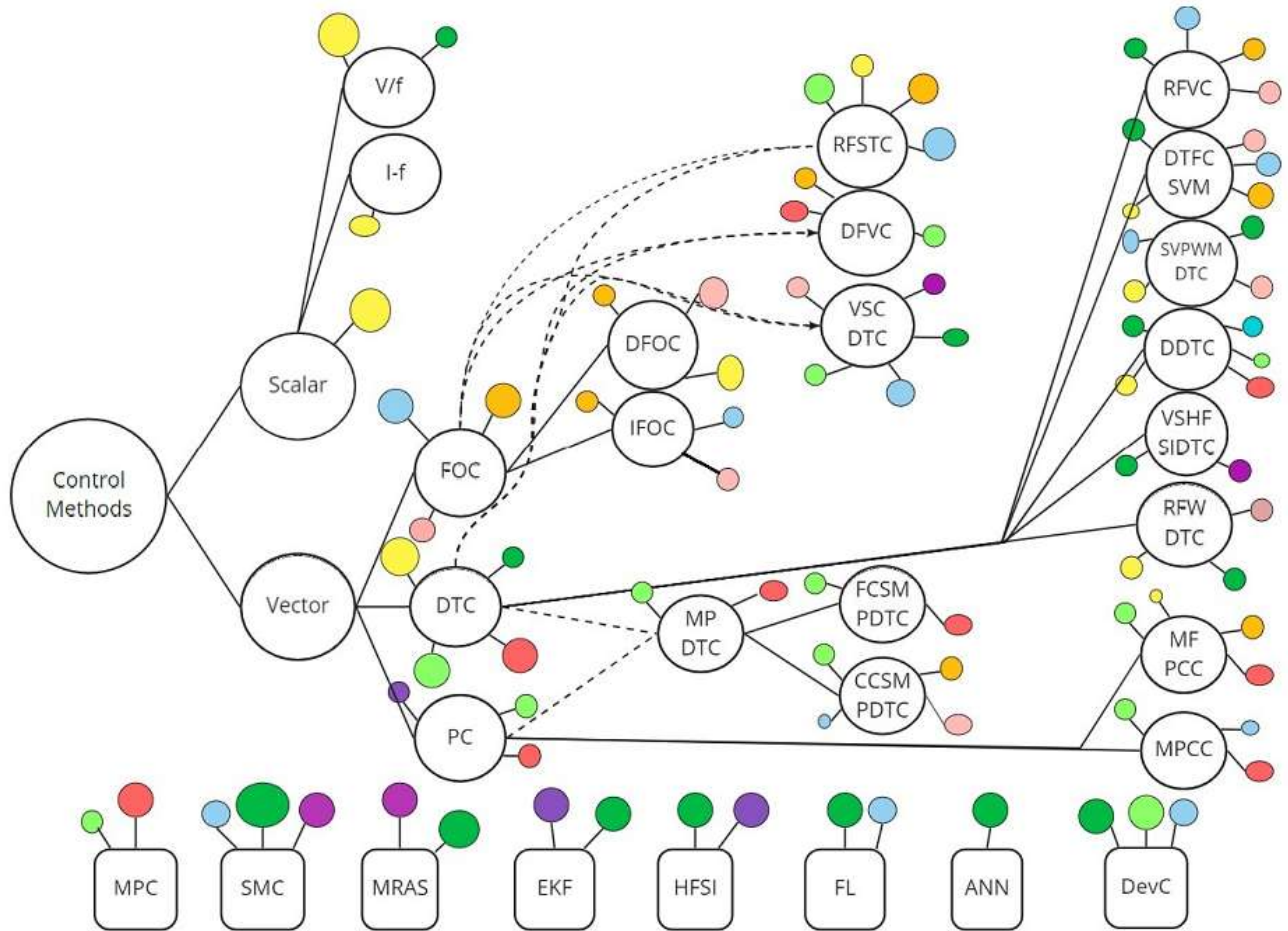 V/f
I-f
Scalar
Control
Methods
Vector
FOC
DTC
PC
DFOC
IFOC
RFSTC
DFVC
VSC
DTC
MP
DTC
FCSM
PDTC
CCSM
PDTC
RFVC
DTFC
SVM
SVPWM
DTC
DDTC
VSHF
SIDTC
RFW
DTC
MF
PCC
MPCC
MPC
SMC
MRAS
EKF
HFSI
FL
ANN
DevC